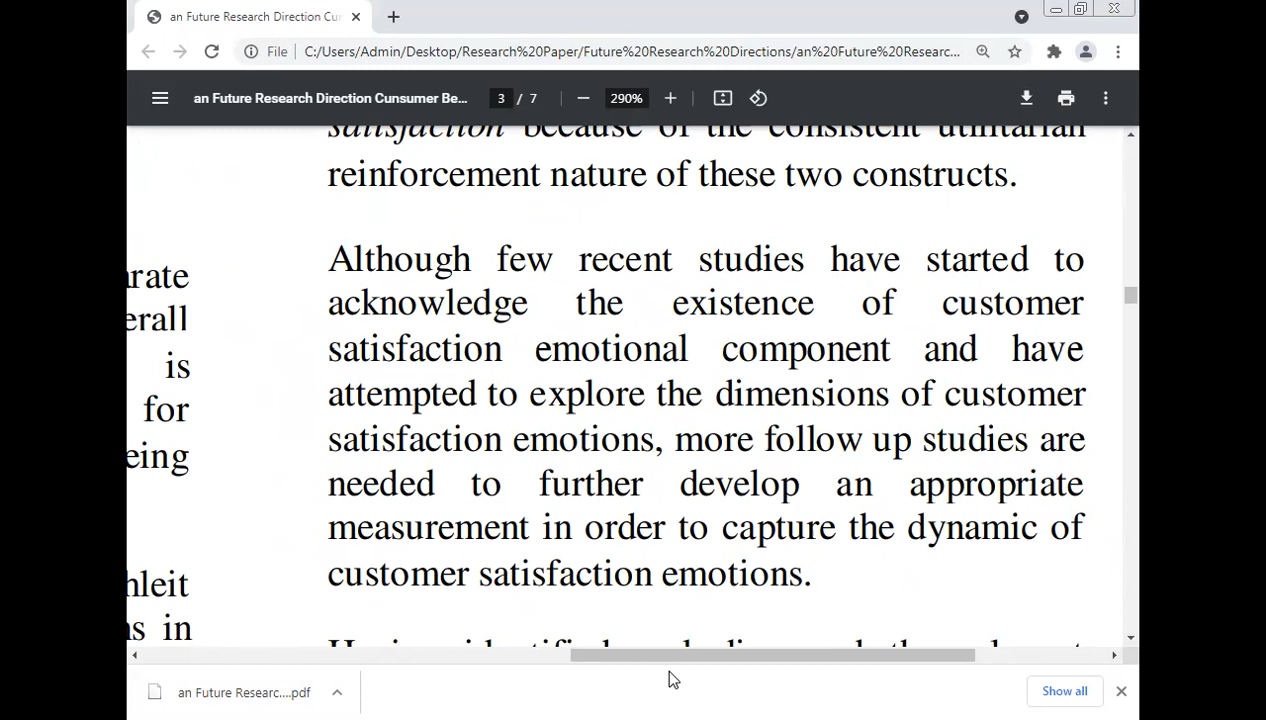 an Future Research Direction Cur
File C:/Users/Admin/Desktop/Research%20Paper/Future%20Research%20Directions/an%20Future%20Researc...
an Future Research Direction Cunsumer Be... 3 / 7 290%
satisfaction because of the consistent utilitarian
reinforcement nature of these two constructs.
Although few recent studies have started to
acknowledge the existence of customer
satisfaction emotional component and have
attempted to explore the dimensions of customer
satisfaction emotions, more follow up studies are
needed to further develop an appropriate
measurement in order to capture the dynamic of
customer satisfaction emotions.
arate
erall
is
for
eing
hleit
ns in
an Future Researc....pdf
Show all